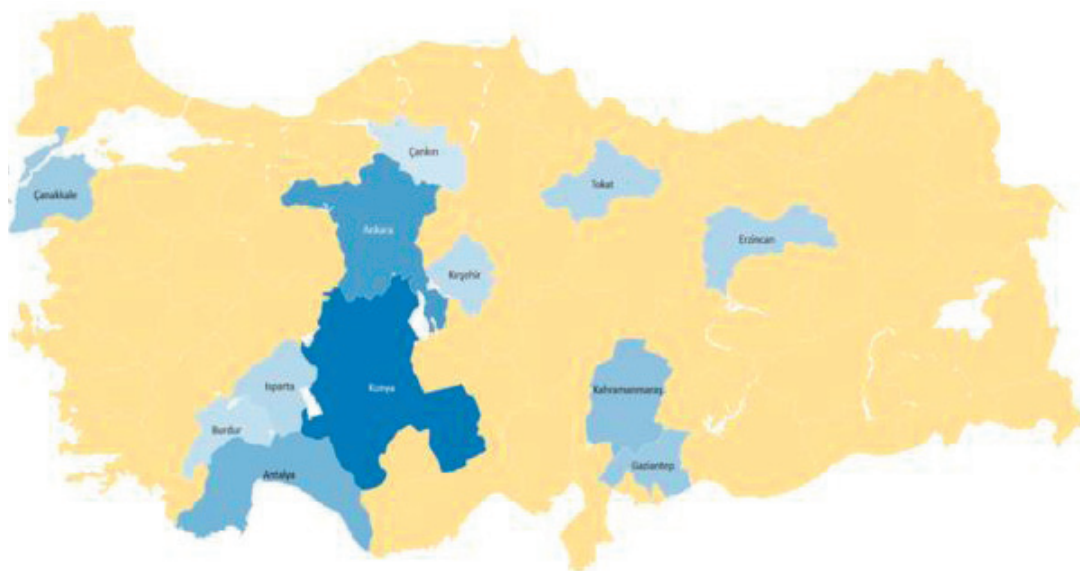 Çankırı
Tokat
Çanakkale
Ankara
Erzincan
Kırşehir
Isparta
Konya
Kahramanmaraş
Burdur
Gaziantep
Antalya